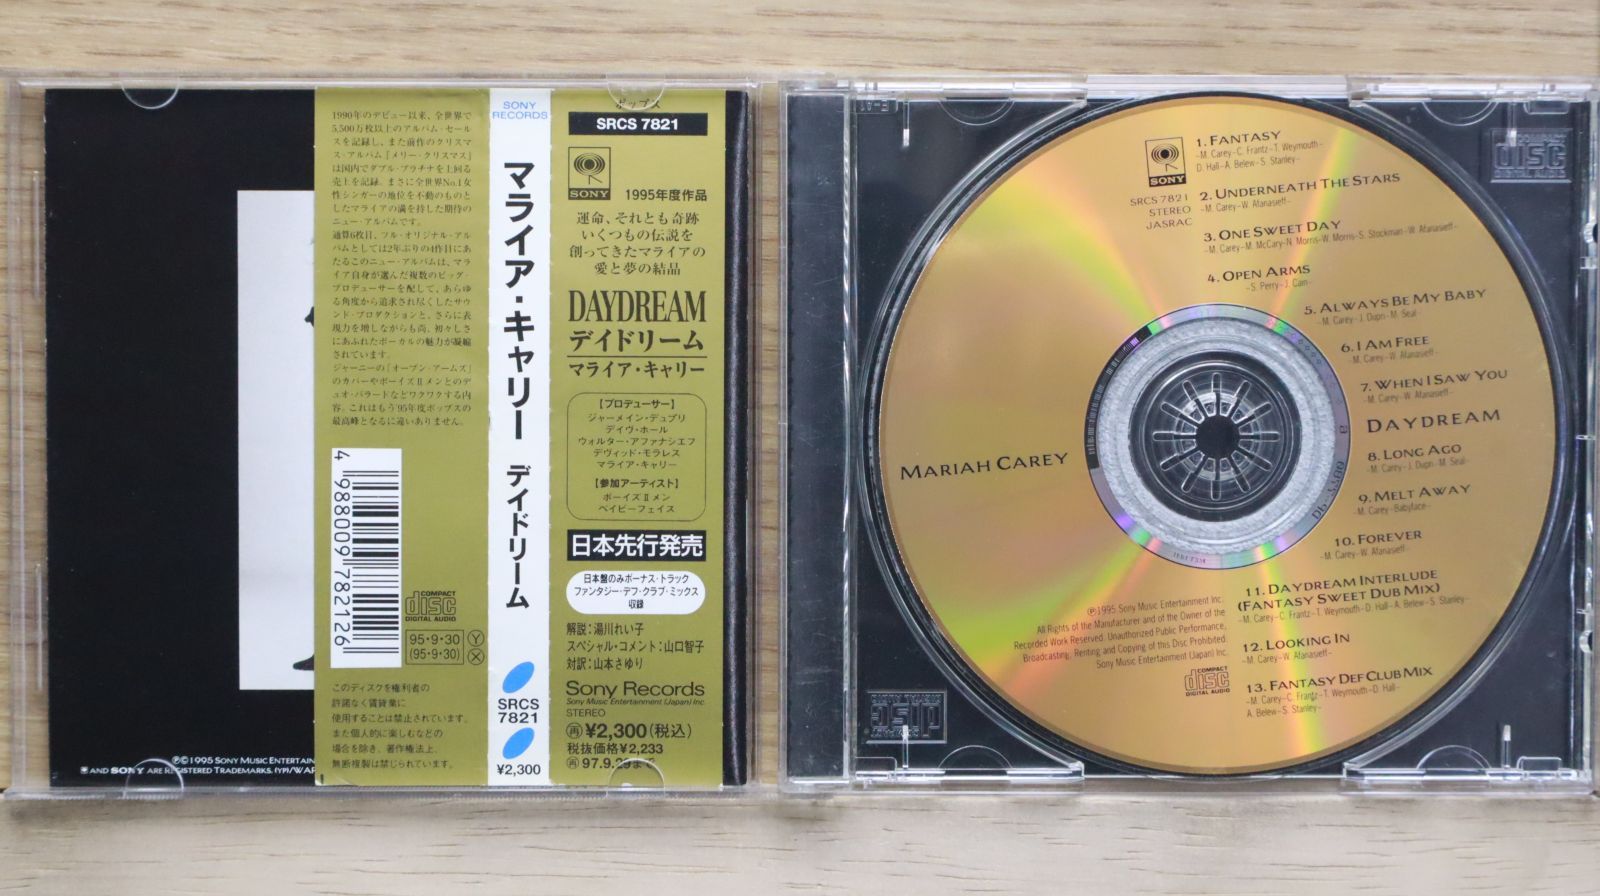 1990年のデビュー以来、全世界で
5,500万枚以上のアルバム・セール
スを記録し、また前作のクリスマ
ス・アルバム『メリー・クリスマス』
は国内でダブル・プラチナを上回る
売上を記録。まさに全世界No.1女
性シンガーの地位を不動のものと
したマライアの満を持した期待の
ニュー・アルバムです。
通算6枚目、フル・オリジナル・アル
バムとしては2年ぶりの4作目にあ
たるこのニュー・アルバムは、マラ
イア自身が選んだ複数のビッグ・
プロデューサーを配して、あらゆ
る角度から追求され尽くしたサウ
ンド・プロダクションと、さらに表
現力を増しながらも尚、初々しさ
にあふれたボーカルの魅力が凝縮
されています。
ジャーニーの「オープン・アームズ」
のカバーやボーイズⅡメンとのデ
ュオ・バラードなどワクワクする内
容。これはもう'95年度ポップスの
最高峰となるに違いありません。
4 988009 782126
COMPACT
disc
DIGITAL AUDIO
95・9・30
(95・9・30)
Y
X
このディスクを権利者の
許諾なく賃貸業に
使用することは禁止されています。
また個人的に楽しむなどの
場合を除き、著作権法上、
無断複製は禁じられています。
℗©1995 SONY MUSIC ENTERTAIN
AND SONY ARE REGISTERED TRADEMARKS. (YP)/WAR
SONY
RECORDS
マライア・キャリー デイドリーム
SRCS
7821
¥2,300
ポップス
SRCS 7821
SONY
1995年度作品
運命、それとも奇跡
いくつもの伝説を
創ってきたマライアの
愛と夢の結晶
DAYDREAM
デイドリーム
マライア・キャリー
【プロデューサー】
ジャーメイン・デュプリ
デイヴ・ホール
ウォルター・アファナシエフ
デヴィッド・モラレス
マライア・キャリー
【参加アーティスト】
ボーイズⅡメン
ベイビーフェイス
日本先行発売
日本盤のみボーナス・トラック
ファンタジー・デフ・クラブ・ミックス
収録
解説:湯川れい子
スペシャル・コメント:山口智子
対訳:山本さゆり
Sony Records
Sony Music Entertainment (Japan) Inc.
STEREO
再 ¥2,300(税込)
税抜価格¥2,233
再 97.9.29まで
SONY
SRCS 7821
STEREO
JASRAC
1. FANTASY
-M. Carey-C. Frantz-T. Weymouth-
D. Hall-A. Belew-S. Stanley-
2. UNDERNEATH THE STARS
-M. Carey-W. Afanasieff-
3. ONE SWEET DAY
-M. Carey-M. McCary-N. Morris-W. Morris-S. Stockman-W. Afanasieff-
4. OPEN ARMS
-S. Perry-J. Cain-
5. ALWAYS BE MY BABY
-M. Carey-J. Dupri-M. Seal-
6. I AM FREE
-M. Carey-W. Afanasieff-
7. WHEN I SAW YOU
-M. Carey-W. Afanasieff-
DAYDREAM
MARIAH CAREY
8. LONG AGO
-M. Carey-J. Dupri-M. Seal-
9. MELT AWAY
-M. Carey-Babyface-
10. FOREVER
-M. Carey-W. Afanasieff-
11. DAYDREAM INTERLUDE
(FANTASY SWEET DUB MIX)
-M. Carey-C. Frantz-T. Weymouth-D. Hall-A. Belew-S. Stanley-
12. LOOKING IN
-M. Carey-W. Afanasieff-
13. FANTASY DEF CLUB MIX
-M. Carey-C. Frantz-T. Weymouth-D. Hall-
A. Belew-S. Stanley-
℗1995 Sony Music Entertainment Inc.
All Rights of the Manufacturer and of the Owner of the
Recorded Work Reserved. Unauthorized Public Performance,
Broadcasting, Renting and Copying of this Disc Prohibited.
Sony Music Entertainment (Japan) Inc.
COMPACT
disc
DIGITAL AUDIO
COMPACT
disc